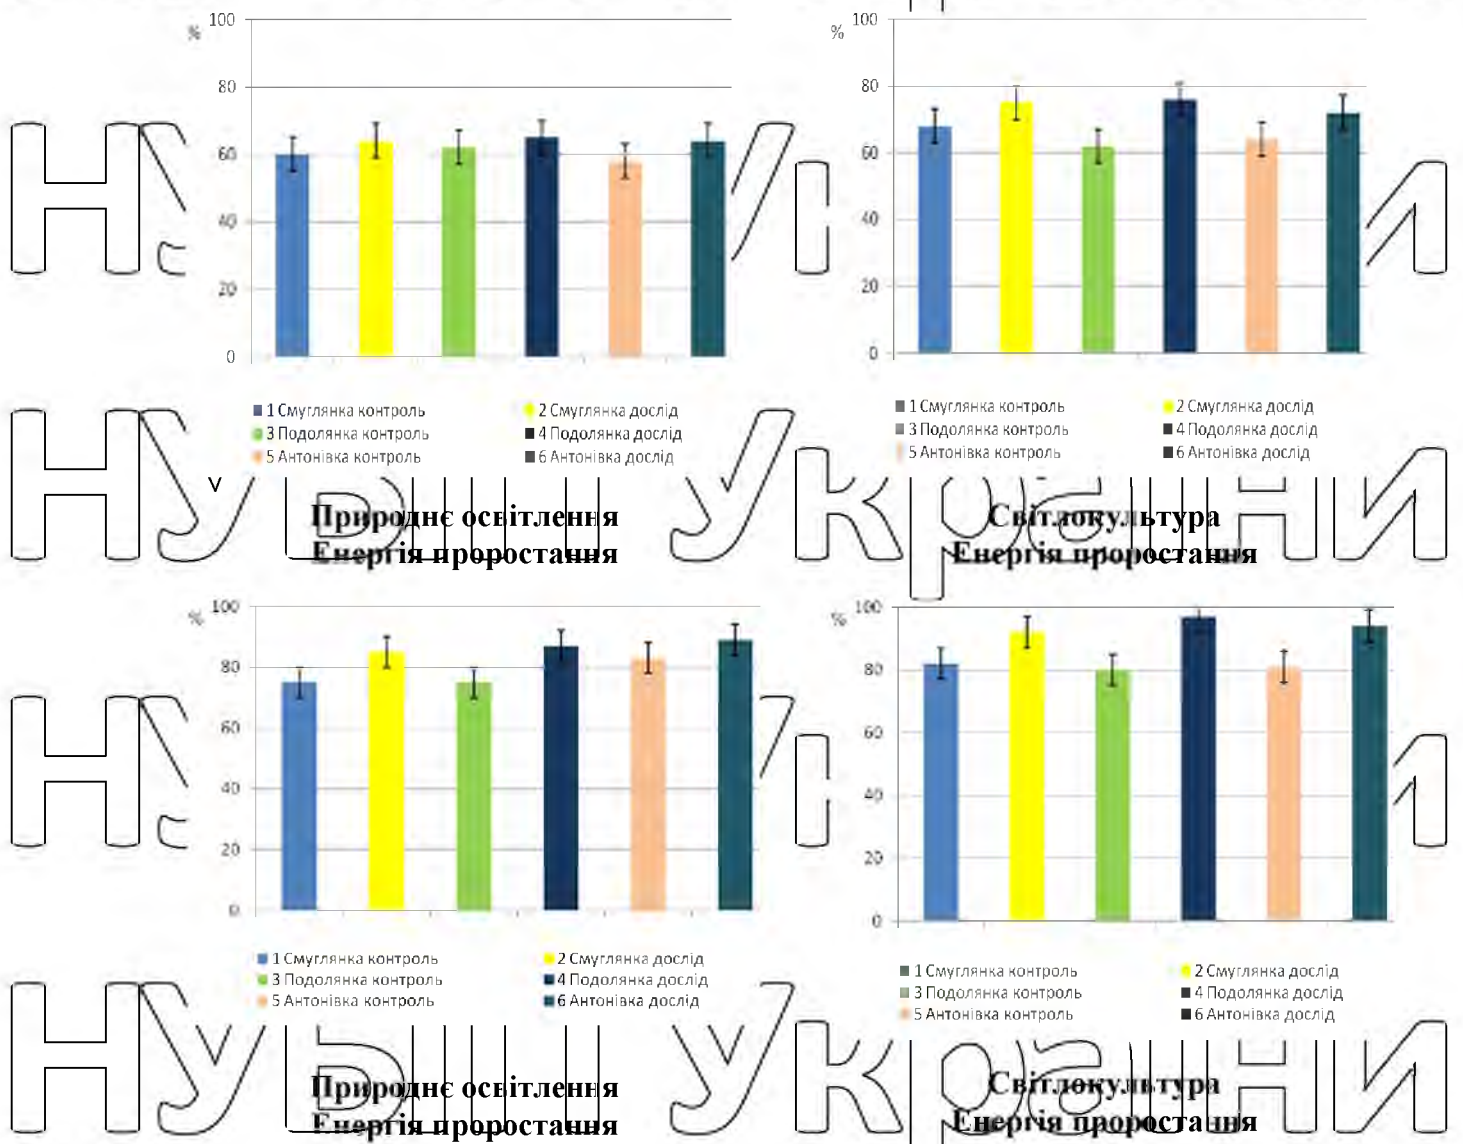 %
100
80
60
40
20
0
1 Смуглянка контроль
2 Смуглянка дослід
3 Подолянка контроль
4 Подолянка дослід
5 Антонівка контроль
6 Антонівка дослід
Природнє освітлення
Енергія проростання
%
100
80
60
40
20
0
1 Смуглянка контроль
2 Смуглянка дослід
3 Подолянка контроль
4 Подолянка дослід
5 Антонівка контроль
6 Антонівка дослід
Світлокультура
Енергія проростання
%
100
80
60
40
20
0
1 Смуглянка контроль
2 Смуглянка дослід
3 Подолянка контроль
4 Подолянка дослід
5 Антонівка контроль
6 Антонівка дослід
Природнє освітлення
Енергія проростання
%
100
80
60
40
20
0
1 Смуглянка контроль
2 Смуглянка дослід
3 Подолянка контроль
4 Подолянка дослід
5 Антонівка контроль
6 Антонівка дослід
Світлокультура
Енергія проростання